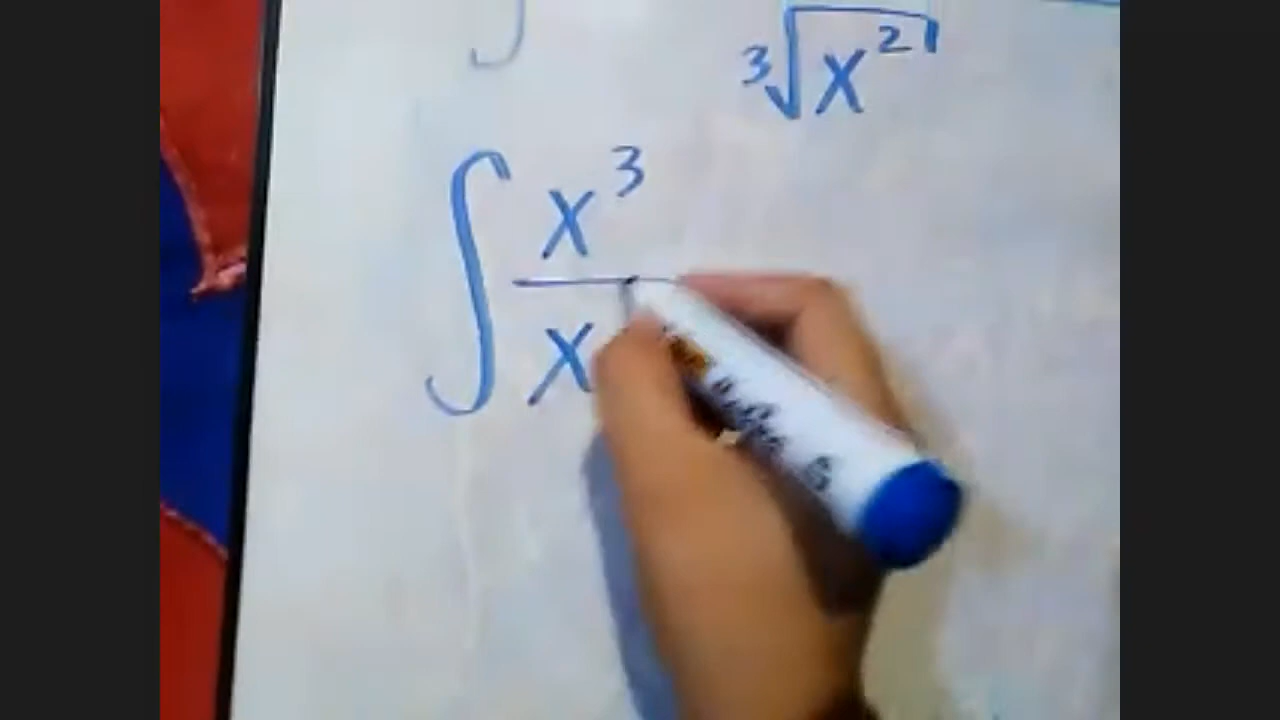 ∫ ∛x²
∫ x³
x